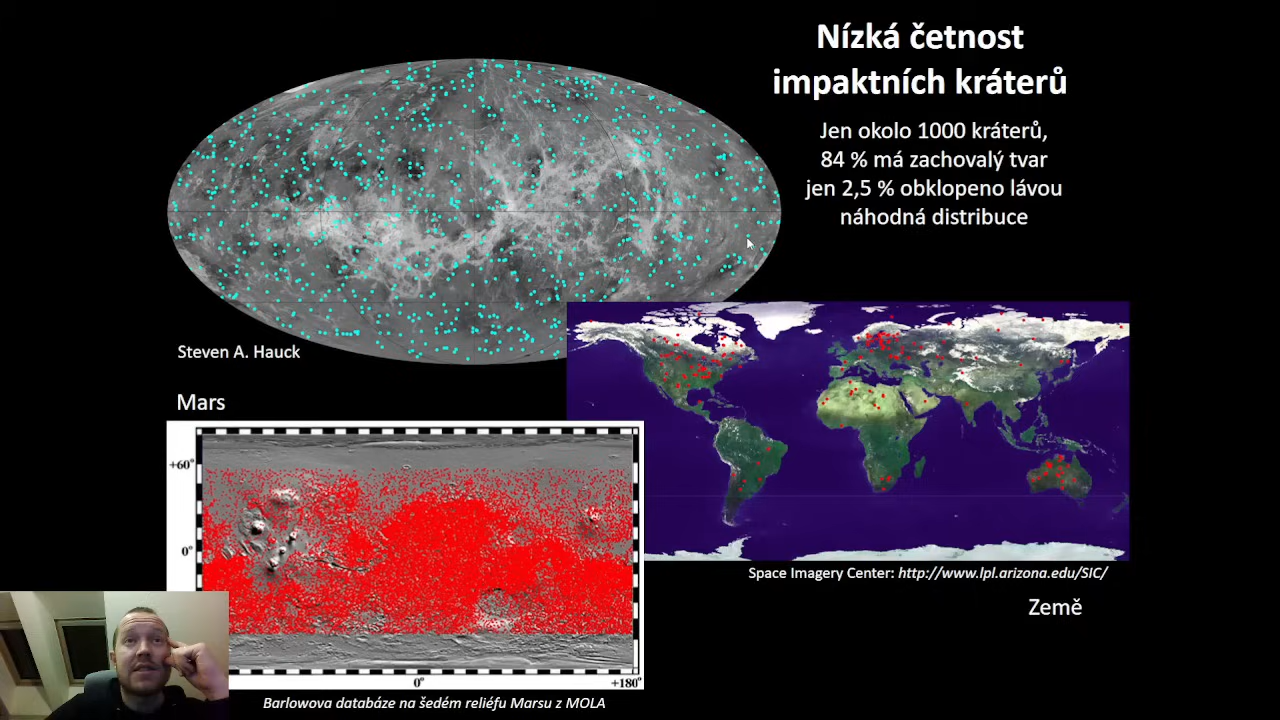 Nízká četnost
impaktních kráterů
Jen okolo 1000 kráterů,
84 % má zachovalý tvar
jen 2,5 % obklopeno lávou
náhodná distribuce
Steven A. Hauck
Mars
+60°
0°
0°
+180°
Barlowova databáze na šedém reliéfu Marsu z MOLA
Space Imagery Center: http://www.lpl.arizona.edu/SIC/
Země